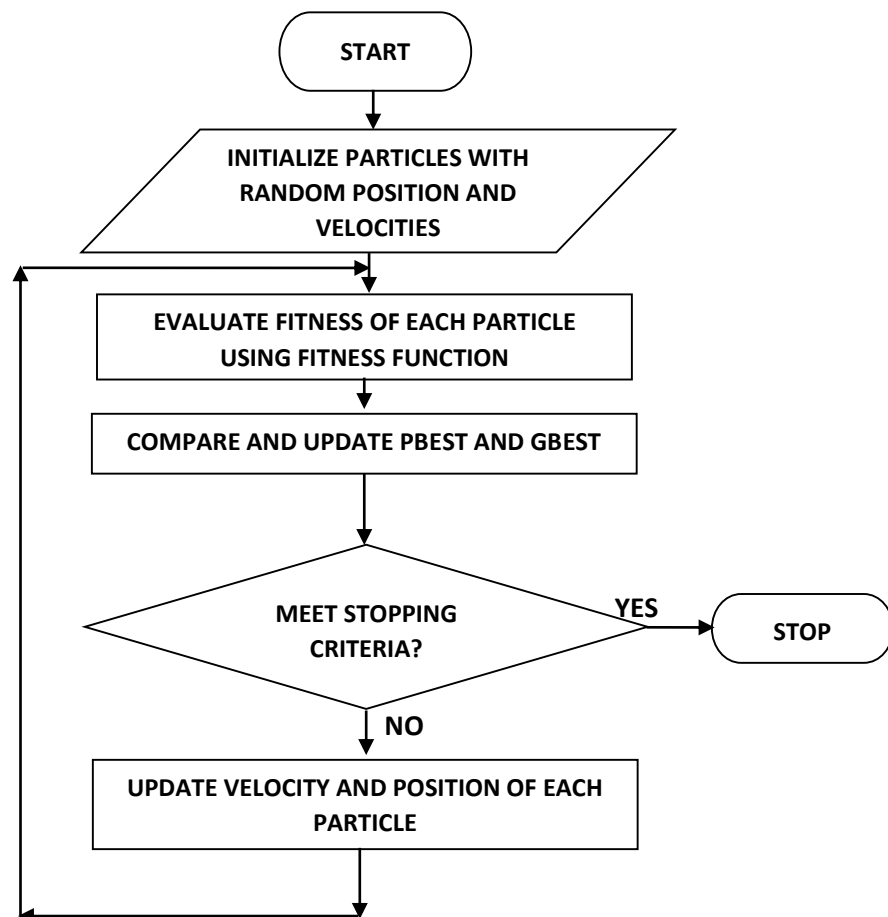 START
INITIALIZE PARTICLES WITH
RANDOM POSITION AND
VELOCITIES
EVALUATE FITNESS OF EACH PARTICLE
USING FITNESS FUNCTION
COMPARE AND UPDATE PBEST AND GBEST
MEET STOPPING
CRITERIA?
YES
STOP
NO
UPDATE VELOCITY AND POSITION OF EACH
PARTICLE